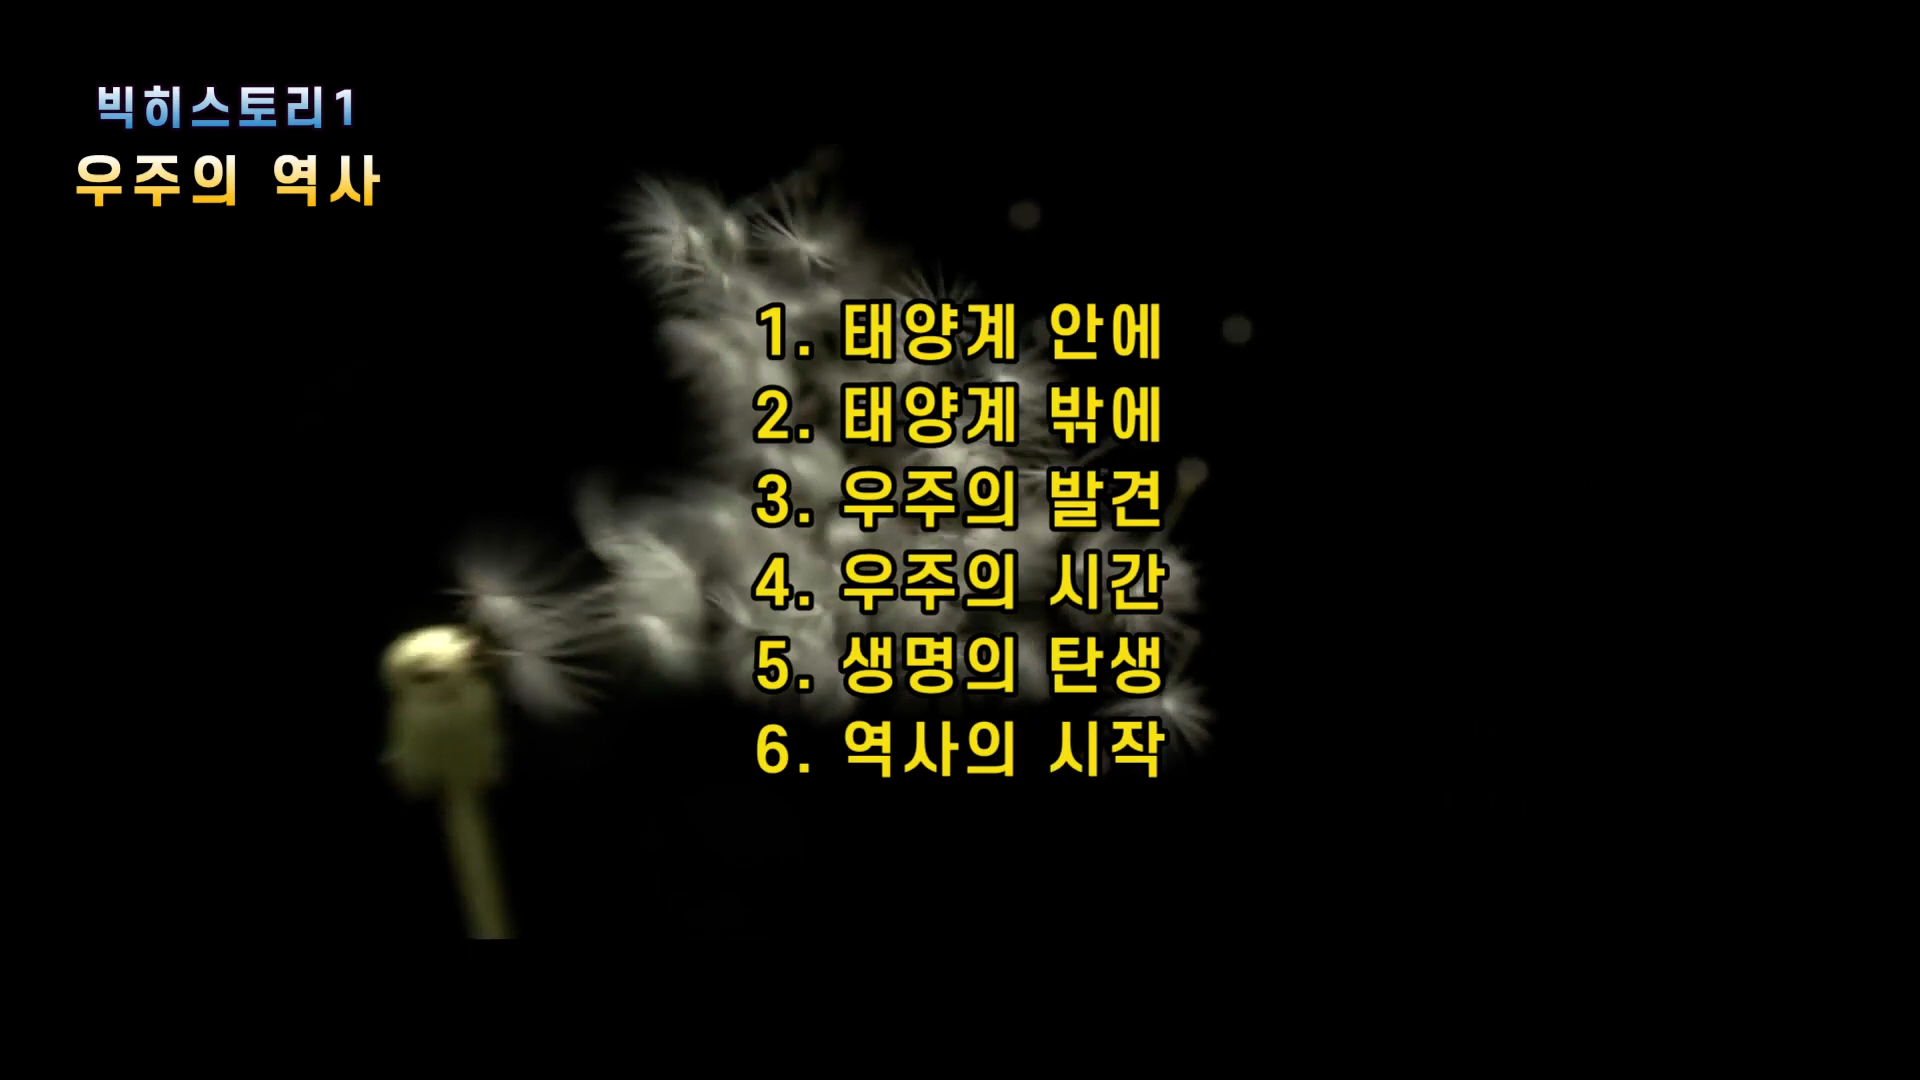 빅히스토리1
우주의 역사
1. 태양계 안에
2. 태양계 밖에
3. 우주의 발견
4. 우주의 시간
5. 생명의 탄생
6. 역사의 시작